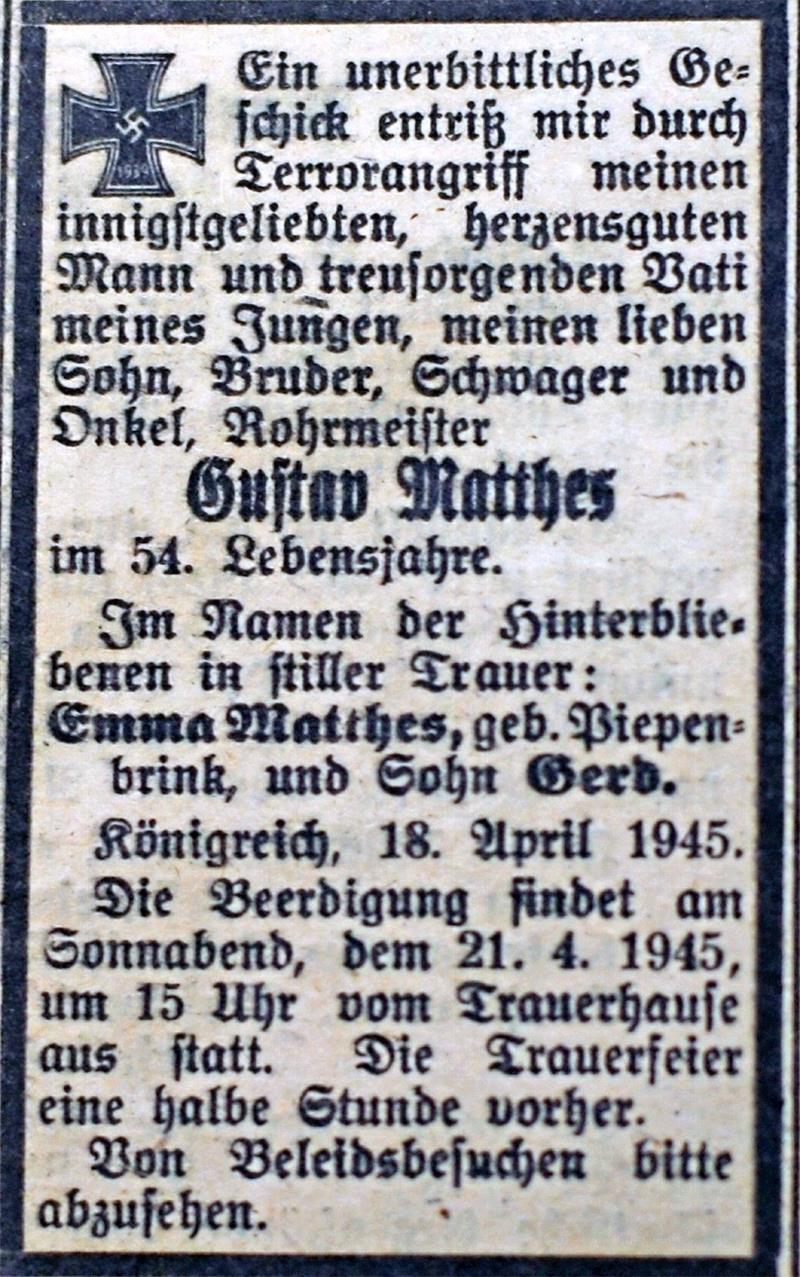 Ein unerbittliches Ge-
schick entriß mir durch
Terrorangriff meinen
innigstgeliebten, herzensguten
Mann und treusorgenden Vati
meines Jungen, meinen lieben
Sohn, Bruder, Schwager und
Onkel, Rohrmeister
Gustav Matthes
im 54. Lebensjahre.
Im Namen der Hinterblie-
benen in stiller Trauer:
Emma Matthes, geb. Piepen-
brink, und Sohn Gerd.
Königreich, 18. April 1945.
Die Beerdigung findet am
Sonnabend, dem 21. 4. 1945,
um 15 Uhr vom Trauerhause
aus statt. Die Trauerfeier
eine halbe Stunde vorher.
Von Beleidsbesuchen bitte
abzusehen.
1939